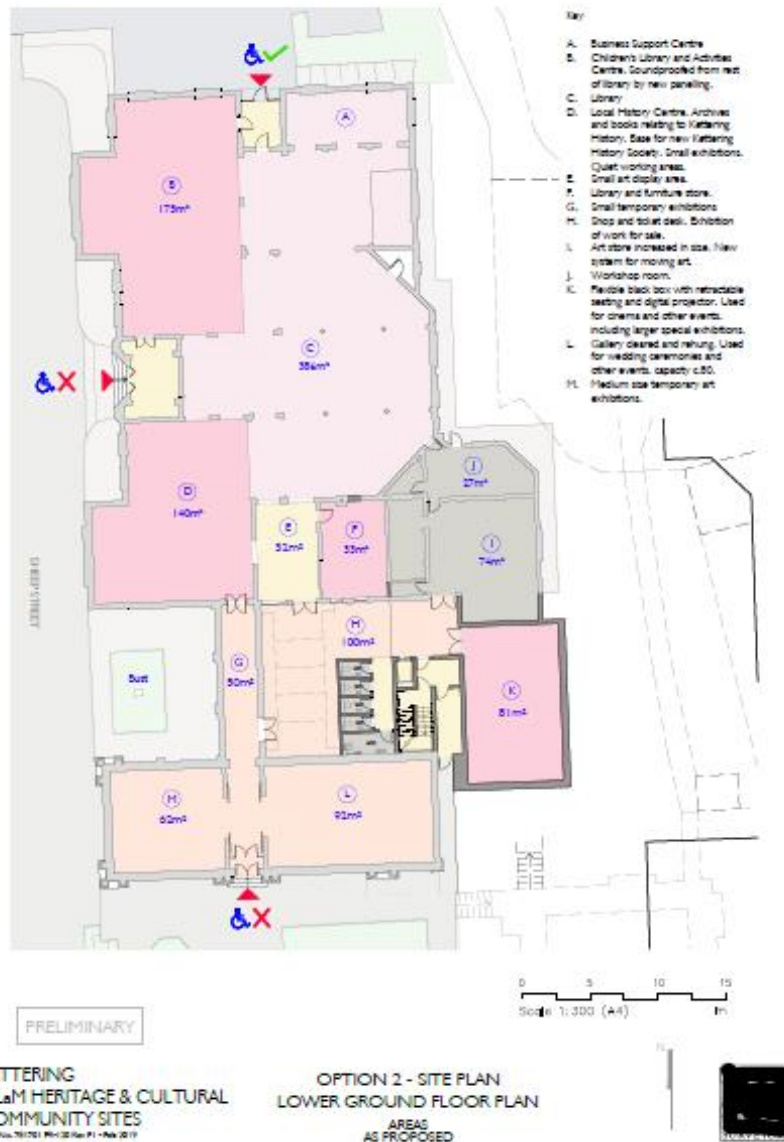 Key
A. Business Support Centre
B. Children's Library and Activities
Centre. Soundproofed from rest
of library by new panelling.
C. Library
D. Local History Centre. Archives
and books relating to Kettering
History. Base for new Kettering
History Society. Small exhibitions.
Quiet working areas.
E. Small art display area.
F. Library and furniture store.
G. Small temporary exhibitions
H. Shop and ticket desk. Exhibition
of work for sale.
I. Art store increased in size. New
system for moving art.
J. Workshop room.
K. Flexible black box with retractable
seating and digital projector. Used
for cinema and other events,
including larger special exhibitions.
L. Gallery cleared and rehung. Used
for wedding ceremonies and
other events, capacity c.80.
M. Medium size temporary art
exhibitions.
A
B
175m²
C
386m²
J
27m²
D
140m²
E
32m²
F
33m²
I
74m²
H
100m²
G
50m²
SHEEP STREET
Bust
K
81m²
M
62m²
L
92m²
0 5 10 15
Scale 1:300 (A4) m
PRELIMINARY
N
TTERING
LaM HERITAGE & CULTURAL
OMMUNITY SITES
OPTION 2 - SITE PLAN
LOWER GROUND FLOOR PLAN
AREAS
AS PROPOSED